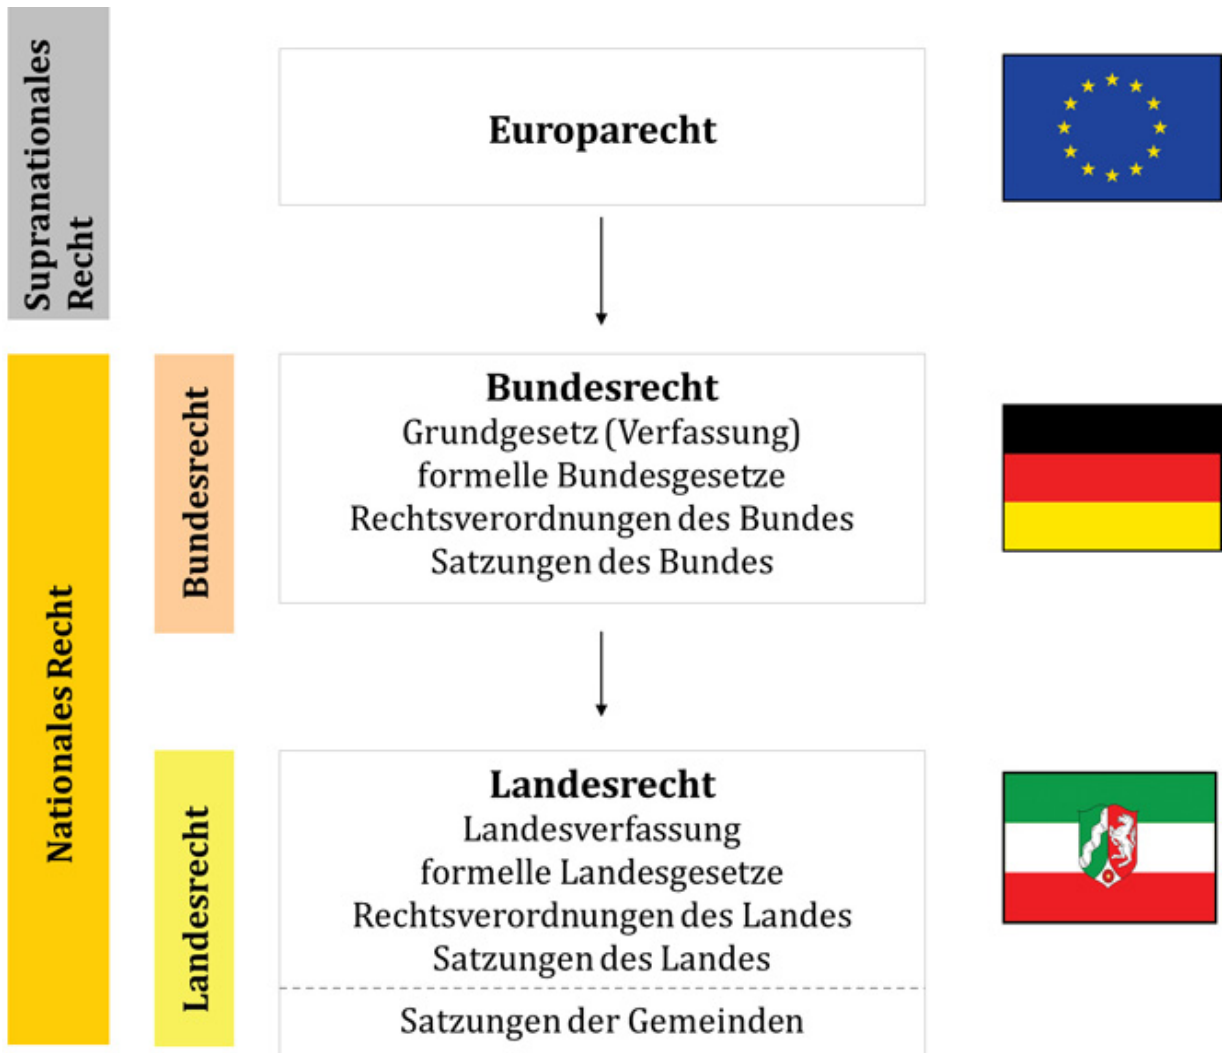 Supranationales
Recht
Europarecht
Nationales Recht
Bundesrecht
Bundesrecht
Grundgesetz (Verfassung)
formelle Bundesgesetze
Rechtsverordnungen des Bundes
Satzungen des Bundes
Landesrecht
Landesrecht
Landesverfassung
formelle Landesgesetze
Rechtsverordnungen des Landes
Satzungen des Landes
Satzungen der Gemeinden